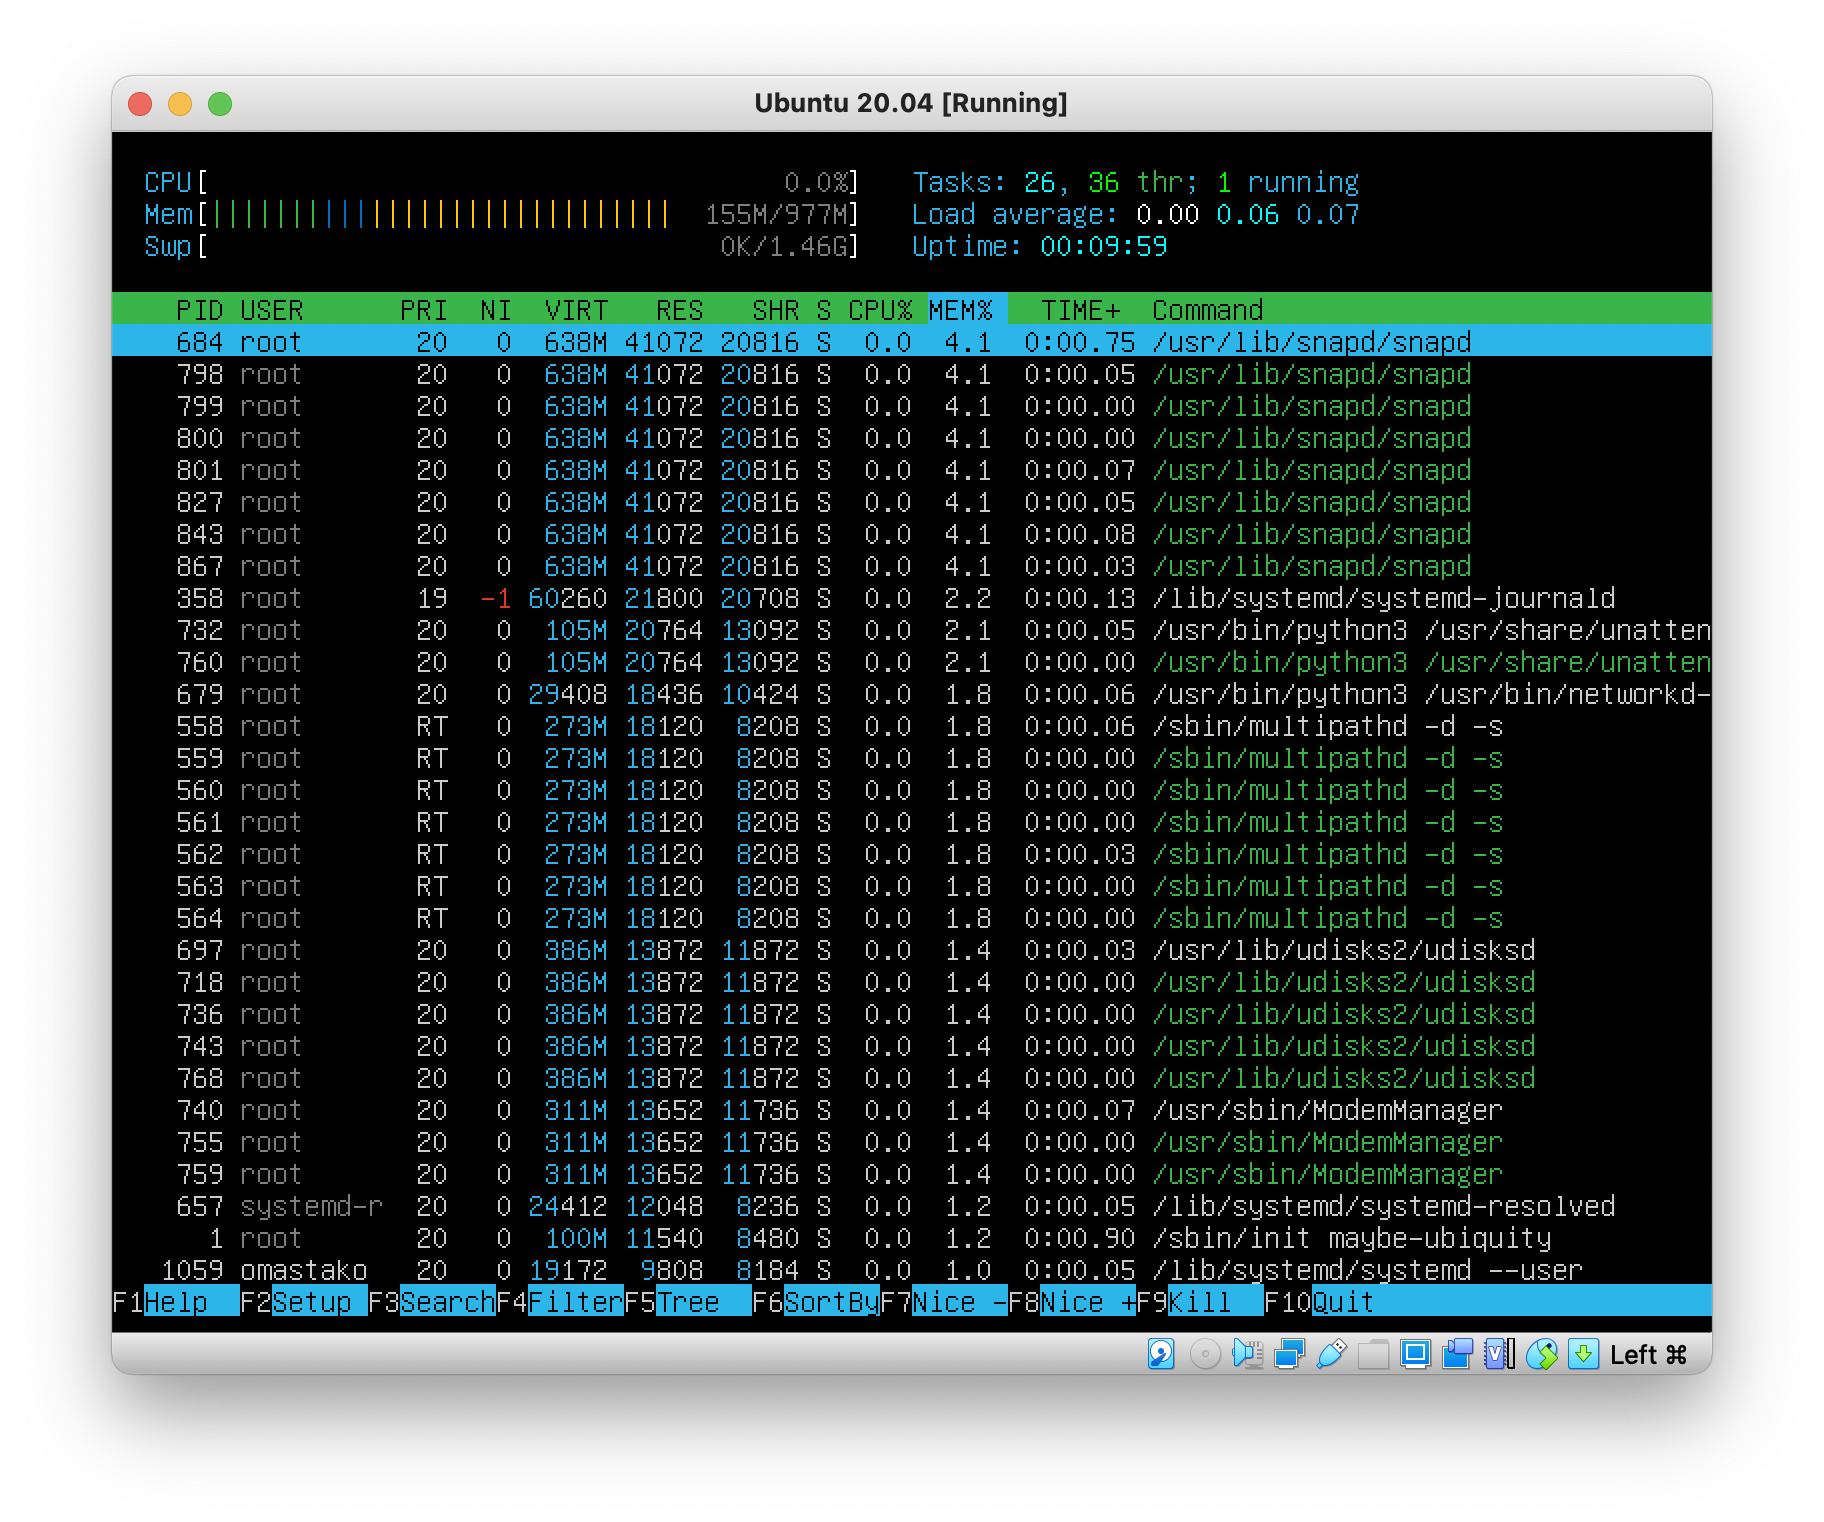 Ubuntu 20.04 [Running]
CPU[ 0.0%] Tasks: 26, 36 thr; 1 running
Mem[||||||||||||||||||||||||||||| 155M/977M] Load average: 0.00 0.06 0.07
Swp[ 0K/1.46G] Uptime: 00:09:59
PID USER PRI NI VIRT RES SHR S CPU% MEM% TIME+ Command
684 root 20 0 638M 41072 20816 S 0.0 4.1 0:00.75 /usr/lib/snapd/snapd
798 root 20 0 638M 41072 20816 S 0.0 4.1 0:00.05 /usr/lib/snapd/snapd
799 root 20 0 638M 41072 20816 S 0.0 4.1 0:00.00 /usr/lib/snapd/snapd
800 root 20 0 638M 41072 20816 S 0.0 4.1 0:00.00 /usr/lib/snapd/snapd
801 root 20 0 638M 41072 20816 S 0.0 4.1 0:00.07 /usr/lib/snapd/snapd
827 root 20 0 638M 41072 20816 S 0.0 4.1 0:00.05 /usr/lib/snapd/snapd
843 root 20 0 638M 41072 20816 S 0.0 4.1 0:00.08 /usr/lib/snapd/snapd
867 root 20 0 638M 41072 20816 S 0.0 4.1 0:00.03 /usr/lib/snapd/snapd
358 root 19 -1 60260 21800 20708 S 0.0 2.2 0:00.13 /lib/systemd/systemd-journald
732 root 20 0 105M 20764 13092 S 0.0 2.1 0:00.05 /usr/bin/python3 /usr/share/unatten
760 root 20 0 105M 20764 13092 S 0.0 2.1 0:00.00 /usr/bin/python3 /usr/share/unatten
679 root 20 0 29408 18436 10424 S 0.0 1.8 0:00.06 /usr/bin/python3 /usr/bin/networkd-
558 root RT 0 273M 18120 8208 S 0.0 1.8 0:00.06 /sbin/multipathd -d -s
559 root RT 0 273M 18120 8208 S 0.0 1.8 0:00.00 /sbin/multipathd -d -s
560 root RT 0 273M 18120 8208 S 0.0 1.8 0:00.00 /sbin/multipathd -d -s
561 root RT 0 273M 18120 8208 S 0.0 1.8 0:00.00 /sbin/multipathd -d -s
562 root RT 0 273M 18120 8208 S 0.0 1.8 0:00.03 /sbin/multipathd -d -s
563 root RT 0 273M 18120 8208 S 0.0 1.8 0:00.00 /sbin/multipathd -d -s
564 root RT 0 273M 18120 8208 S 0.0 1.8 0:00.00 /sbin/multipathd -d -s
697 root 20 0 386M 13872 11872 S 0.0 1.4 0:00.03 /usr/lib/udisks2/udisksd
718 root 20 0 386M 13872 11872 S 0.0 1.4 0:00.00 /usr/lib/udisks2/udisksd
736 root 20 0 386M 13872 11872 S 0.0 1.4 0:00.00 /usr/lib/udisks2/udisksd
743 root 20 0 386M 13872 11872 S 0.0 1.4 0:00.00 /usr/lib/udisks2/udisksd
768 root 20 0 386M 13872 11872 S 0.0 1.4 0:00.00 /usr/lib/udisks2/udisksd
740 root 20 0 311M 13652 11736 S 0.0 1.4 0:00.07 /usr/sbin/ModemManager
755 root 20 0 311M 13652 11736 S 0.0 1.4 0:00.00 /usr/sbin/ModemManager
759 root 20 0 311M 13652 11736 S 0.0 1.4 0:00.00 /usr/sbin/ModemManager
657 systemd-r 20 0 24412 12048 8236 S 0.0 1.2 0:00.05 /lib/systemd/systemd-resolved
1 root 20 0 100M 11540 8480 S 0.0 1.2 0:00.90 /sbin/init maybe-ubiquity
1059 omastako 20 0 19172 9808 8184 S 0.0 1.0 0:00.05 /lib/systemd/systemd --user
F1Help F2Setup F3SearchF4FilterF5Tree F6SortByF7Nice -F8Nice +F9Kill F10Quit
Left ⌘